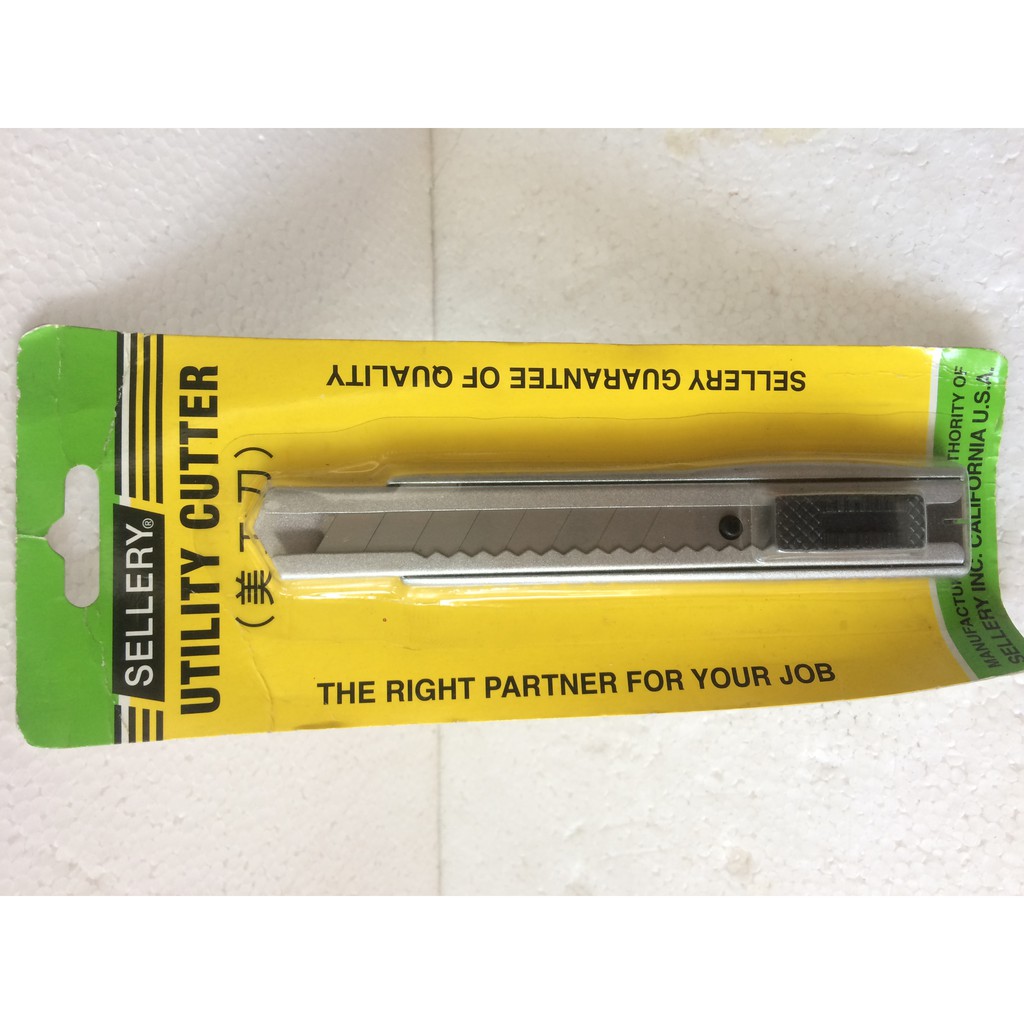 SELLERY®
UTILITY CUTTER
（美工刀）
SELLERY GUARANTEE OF QUALITY
THE RIGHT PARTNER FOR YOUR JOB
MANUFACTUR THORITY OF
SELLERY INC. CALIFORNIA U.S.A.